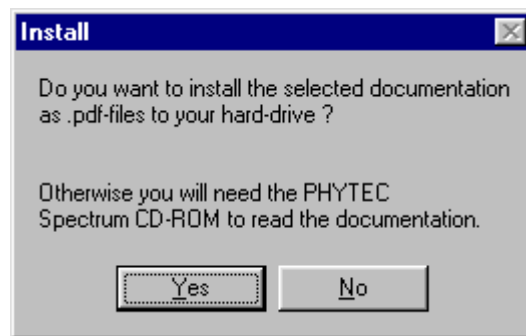 Install
Do you want to install the selected documentation
as .pdf-files to your hard-drive ?
Otherwise you will need the PHYTEC
Spectrum CD-ROM to read the documentation.
Yes
No